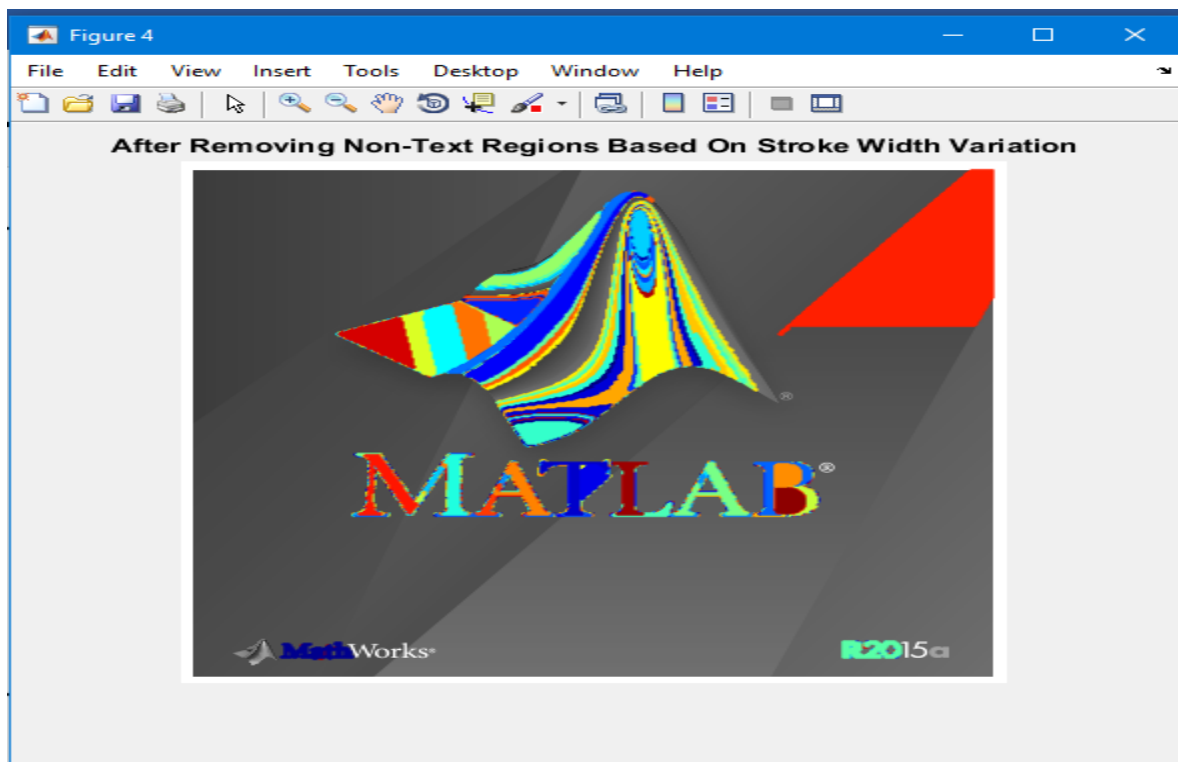 Figure 4
File Edit View Insert Tools Desktop Window Help
After Removing Non-Text Regions Based On Stroke Width Variation
®
MATLAB®
MathWorks® R2015a